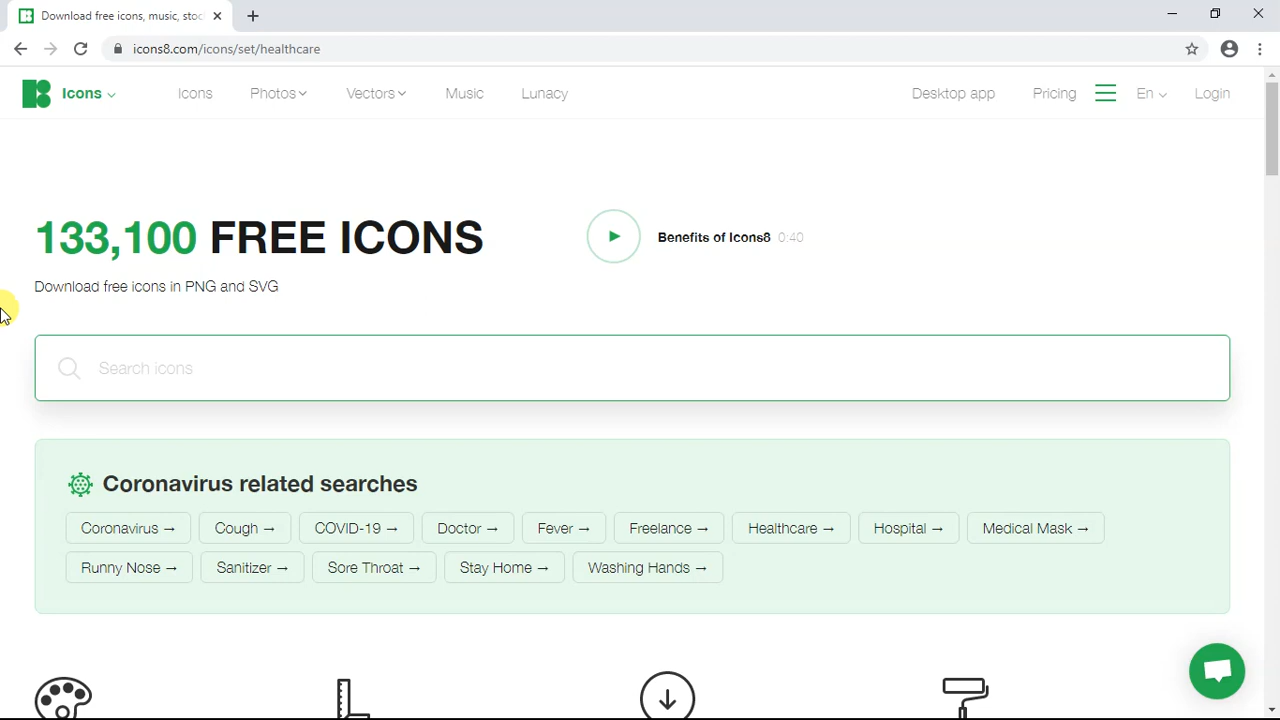 Download free icons, music, stoc
icons8.com/icons/set/healthcare
Icons Icons Photos Vectors Music Lunacy Desktop app Pricing En Login
133,100 FREE ICONS
Benefits of Icons8 0:40
Download free icons in PNG and SVG
Search icons
Coronavirus related searches
Coronavirus → Cough → COVID-19 → Doctor → Fever → Freelance → Healthcare → Hospital → Medical Mask →
Runny Nose → Sanitizer → Sore Throat → Stay Home → Washing Hands →